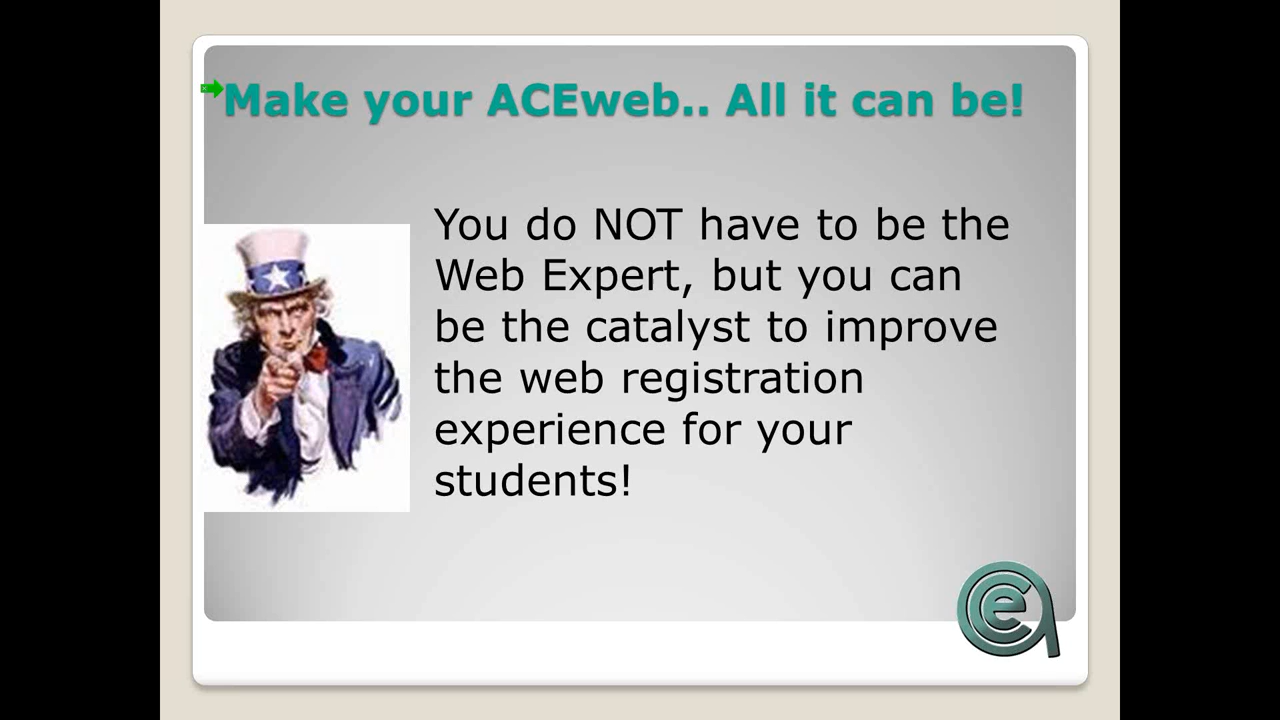 Make your ACEweb.. All it can be!
You do NOT have to be the
Web Expert, but you can
be the catalyst to improve
the web registration
experience for your
students!